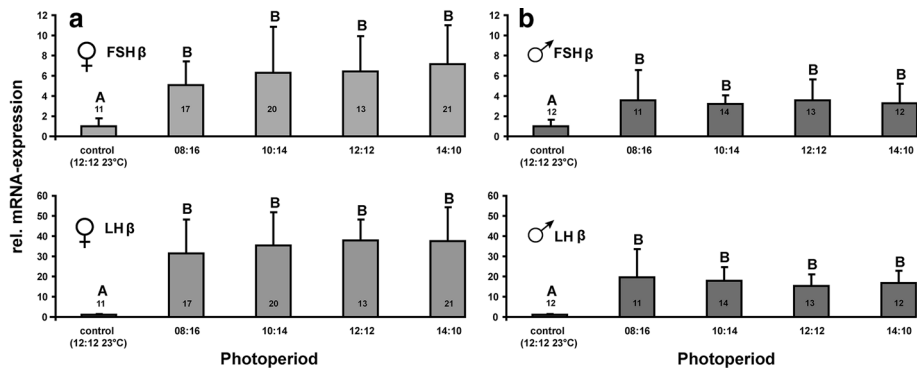 a
rel. mRNA-expression
12
10
8
6
4
2
0
♀ FSHβ
A
11
B
17
B
20
B
13
B
21
control
(12:12 23°C)
08:16
10:14
12:12
14:10
60
50
40
30
20
10
0
♀ LHβ
A
11
B
17
B
20
B
13
B
21
control
(12:12 23°C)
08:16
10:14
12:12
14:10
Photoperiod
b
12
10
8
6
4
2
0
♂ FSHβ
A
12
B
11
B
14
B
13
B
12
control
(12:12 23°C)
08:16
10:14
12:12
14:10
60
50
40
30
20
10
0
♂ LHβ
A
12
B
11
B
14
B
13
B
12
control
(12:12 23°C)
08:16
10:14
12:12
14:10
Photoperiod